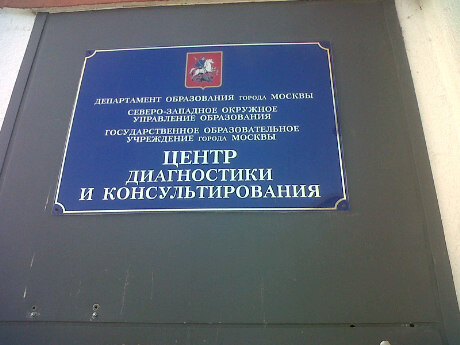 ДЕПАРТАМЕНТ ОБРАЗОВАНИЯ ГОРОДА МОСКВЫ
СЕВЕРО-ЗАПАДНОЕ ОКРУЖНОЕ
УПРАВЛЕНИЕ ОБРАЗОВАНИЯ
ГОСУДАРСТВЕННОЕ ОБРАЗОВАТЕЛЬНОЕ
УЧРЕЖДЕНИЕ ГОРОДА МОСКВЫ
ЦЕНТР
ДИАГНОСТИКИ
И КОНСУЛЬТИРОВАНИЯ